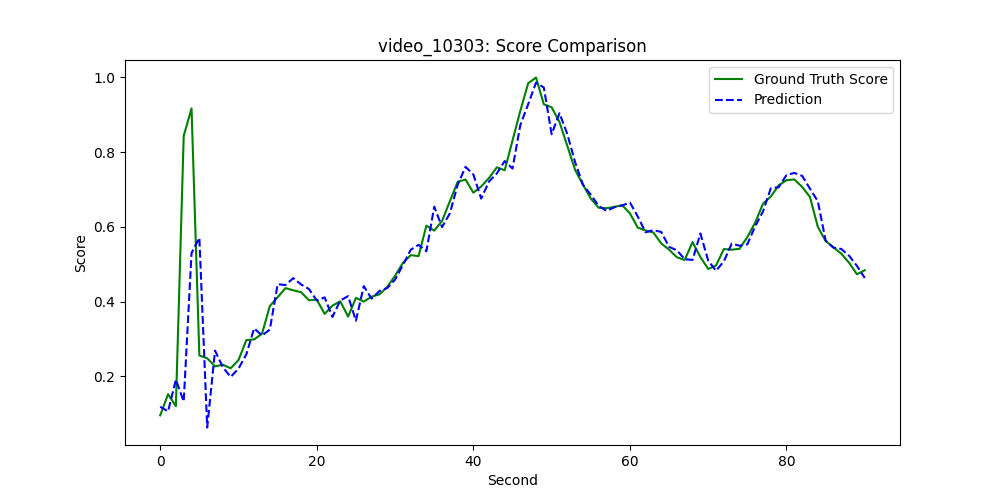 video_10303: Score Comparison
Ground Truth Score
Prediction
Score
1.0
0.8
0.6
0.4
0.2
0 20 40 60 80
Second